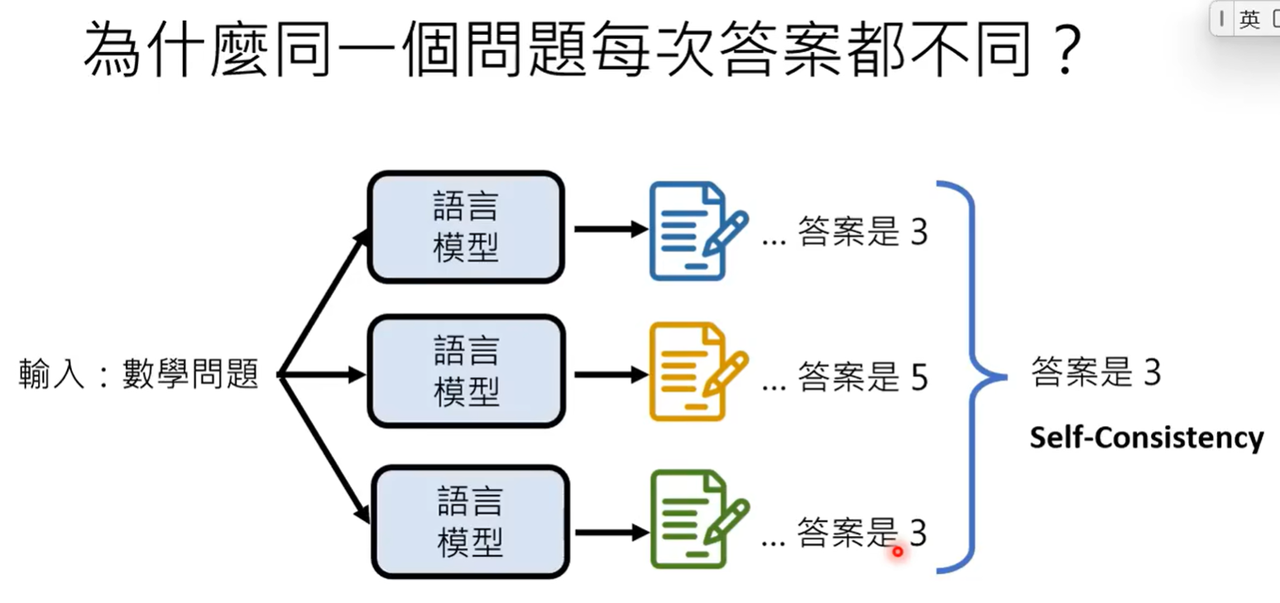 為什麼同一個問題每次答案都不同？
英
語言
模型
... 答案是 3
語言
模型
... 答案是 5
輸入：數學問題
語言
模型
... 答案是 3
答案是 3
Self-Consistency